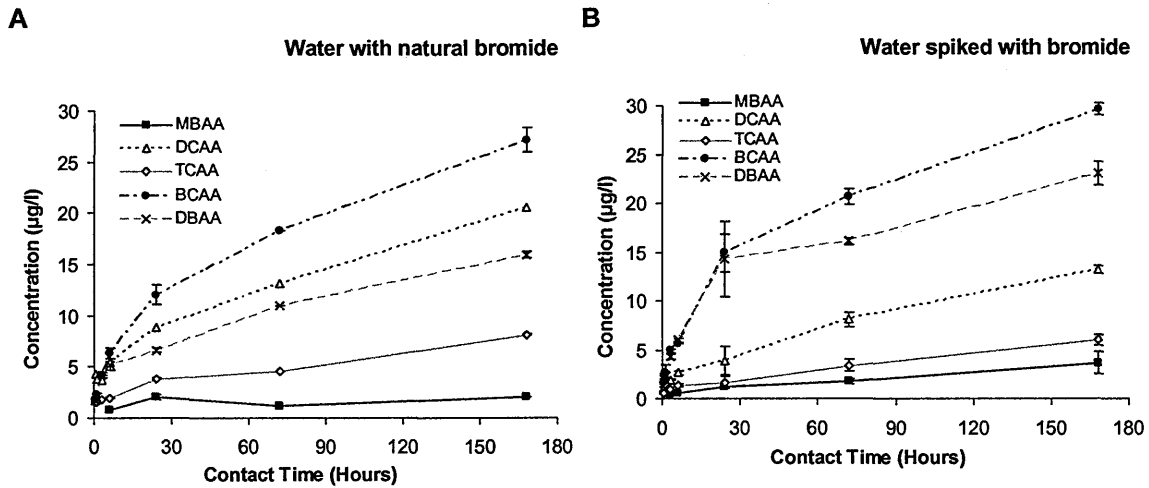 A
Water with natural bromide
MBAA
DCAA
TCAA
BCAA
DBAA
Concentration (µg/l)
30
25
20
15
10
5
0
0 30 60 90 120 150 180
Contact Time (Hours)
B
Water spiked with bromide
MBAA
DCAA
TCAA
BCAA
DBAA
Concentration (µg/l)
30
25
20
15
10
5
0
0 30 60 90 120 150 180
Contact Time (Hours)